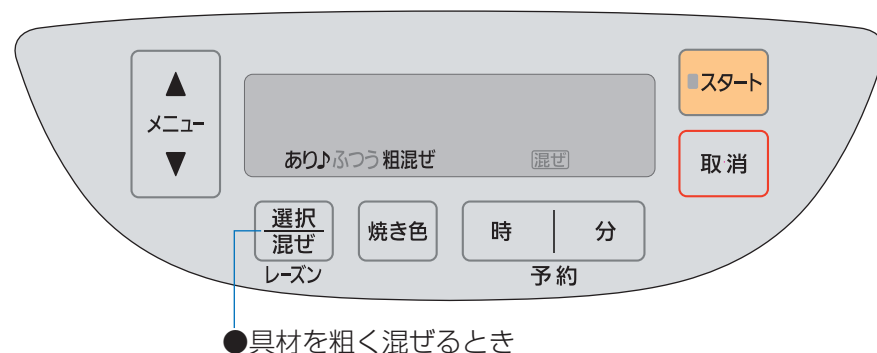 ▲
メニュー
▼
あり♪ふつう粗混ぜ
混ぜ
スタート
取消
選択
混ぜ
レーズン
焼き色
時
分
予約
●具材を粗く混ぜるとき